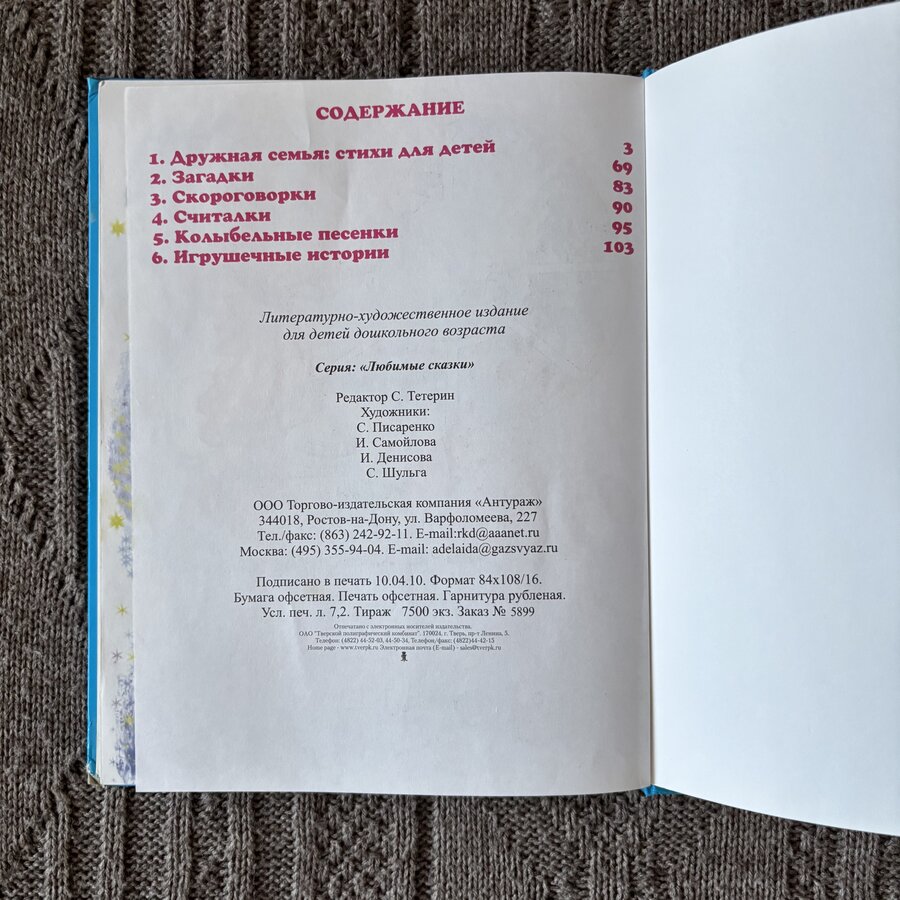 СОДЕРЖАНИЕ
1. Дружная семья: стихи для детей 3
2. Загадки 69
3. Скороговорки 83
4. Считалки 90
5. Колыбельные песенки 95
6. Игрушечные истории 103
Литературно-художественное издание
для детей дошкольного возраста
Серия: «Любимые сказки»
Редактор С. Тетерин
Художники:
С. Писаренко
И. Самойлова
И. Денисова
С. Шульга
ООО Торгово-издательская компания «Антураж»
344018, Ростов-на-Дону, ул. Варфоломеева, 227
Тел./факс: (863) 242-92-11. E-mail:rkd@aaanet.ru
Москва: (495) 355-94-04. E-mail: adelaida@gazsvyaz.ru
Подписано в печать 10.04.10. Формат 84х108/16.
Бумага офсетная. Печать офсетная. Гарнитура рубленая.
Усл. печ. л. 7,2. Тираж 7500 экз. Заказ № 5899
Отпечатано с электронных носителей издательства.
ОАО "Тверской полиграфический комбинат". 170024, г. Тверь, пр-т Ленина, 5.
Телефон: (4822) 44-52-03, 44-50-34, Телефон/факс: (4822)44-42-15
Home page - www.tverpk.ru Электронная почта (E-mail) - sales@tverpk.ru